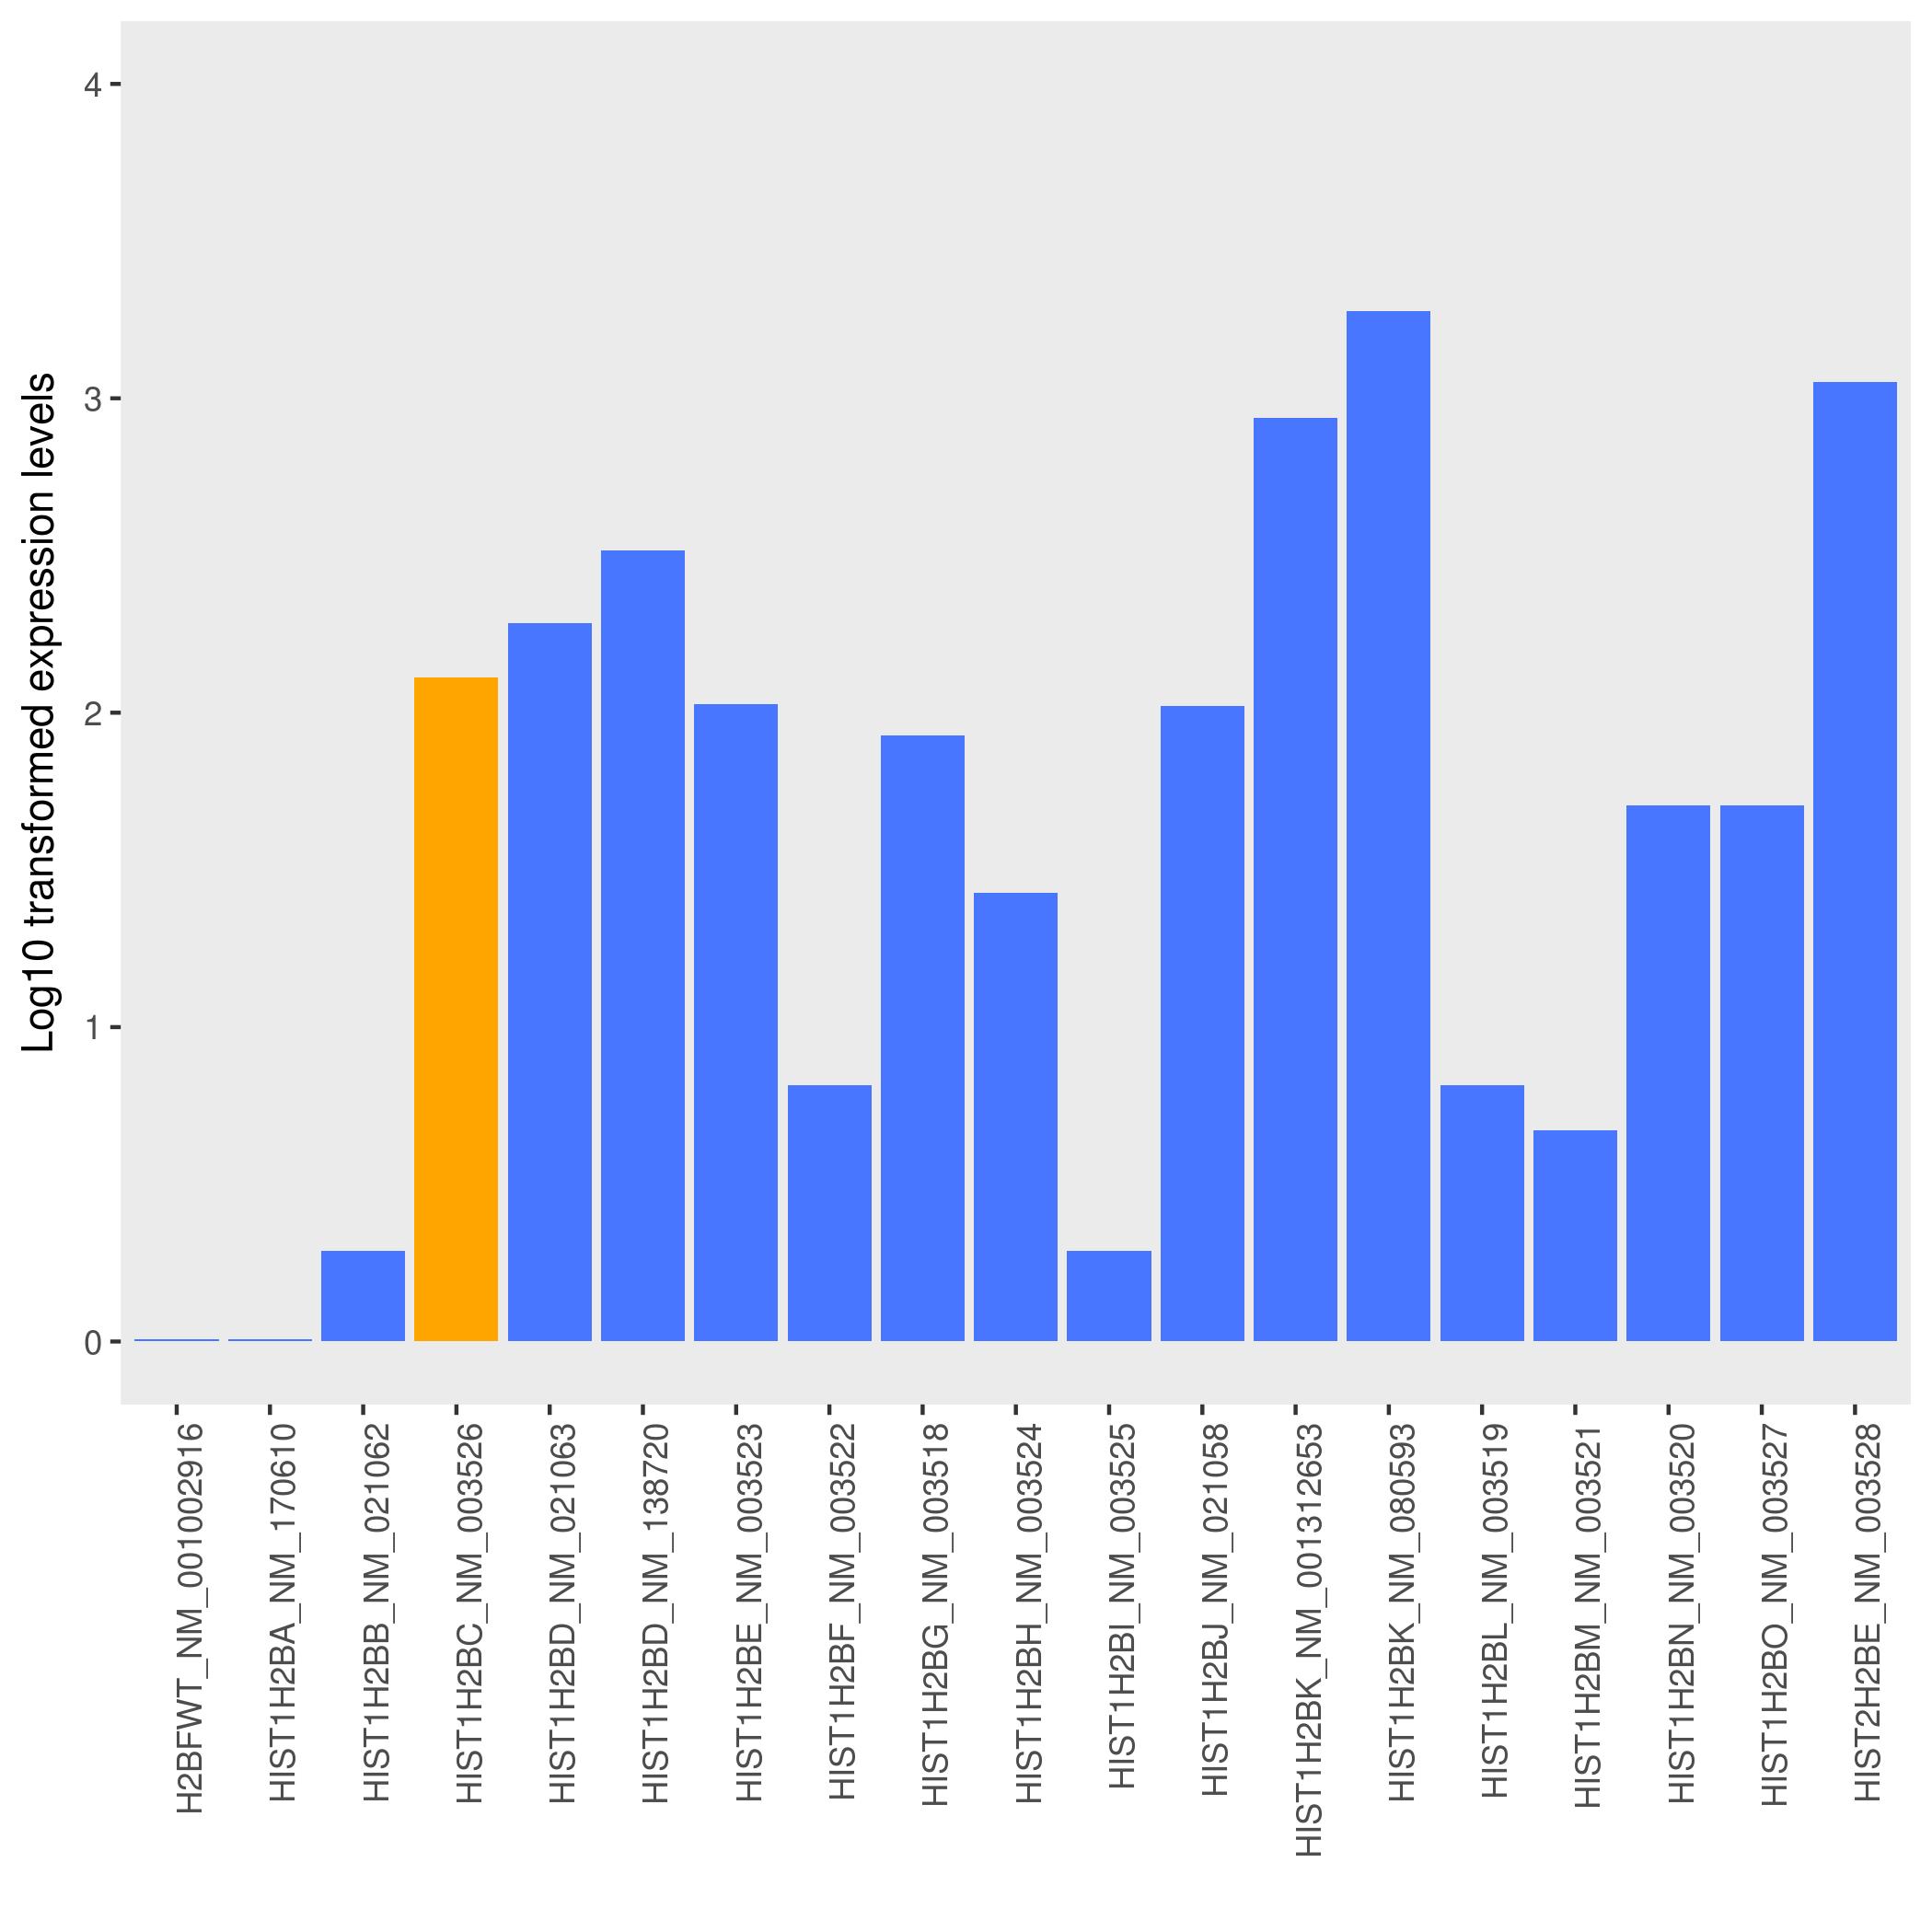 Log10 transformed expression levels
4
3
2
1
0
H2BFWT_NM_001002916
HIST1H2BA_NM_170610
HIST1H2BB_NM_021062
HIST1H2BC_NM_003526
HIST1H2BD_NM_021063
HIST1H2BD_NM_138720
HIST1H2BE_NM_003523
HIST1H2BF_NM_003522
HIST1H2BG_NM_003518
HIST1H2BH_NM_003524
HIST1H2BI_NM_003525
HIST1H2BJ_NM_021058
HIST1H2BK_NM_001312653
HIST1H2BK_NM_080593
HIST1H2BL_NM_003519
HIST1H2BM_NM_003521
HIST1H2BN_NM_003520
HIST1H2BO_NM_003527
HIST2H2BE_NM_003528